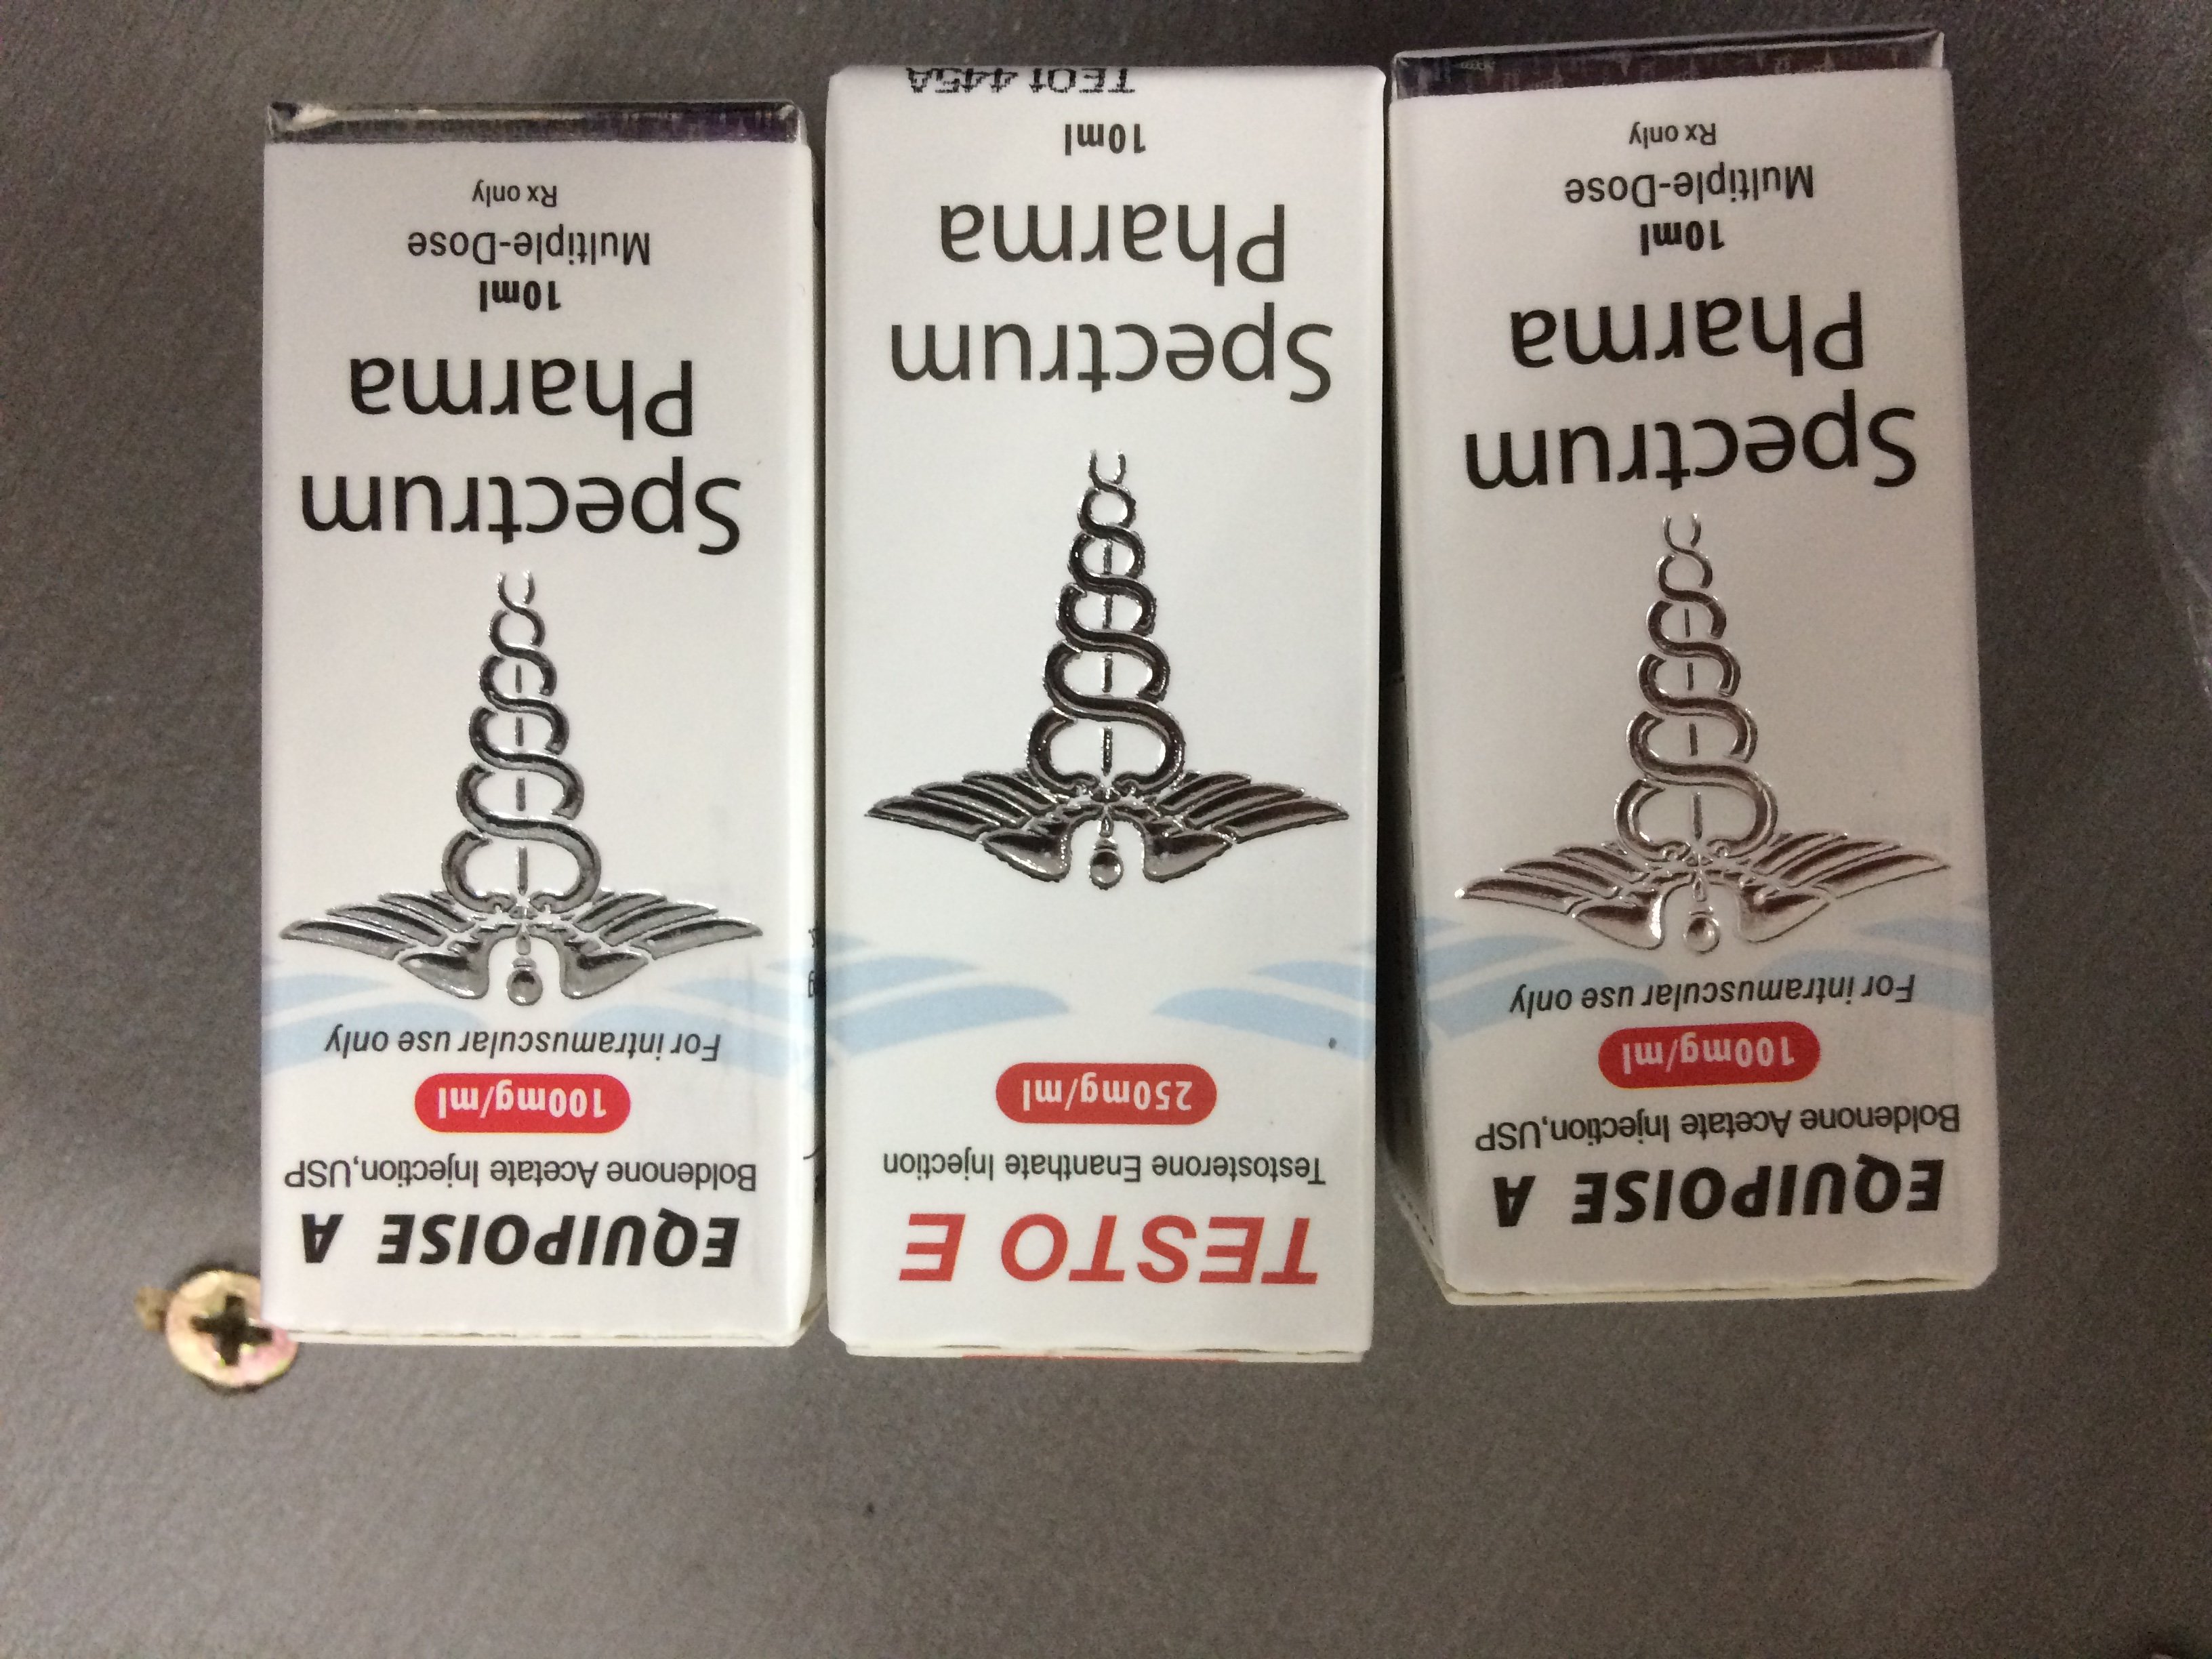 EQUIPOISE A
Boldenone Acetate Injection,USP
100mg/ml
For intramuscular use only
Spectrum
Pharma
10ml
Multiple-Dose
Rx only
TESTO E
Testosterone Enanthate Injection
250mg/ml
Spectrum
Pharma
10ml
TE014445A
EQUIPOISE A
Boldenone Acetate Injection,USP
100mg/ml
For intramuscular use only
Spectrum
Pharma
10ml
Multiple-Dose
Rx only